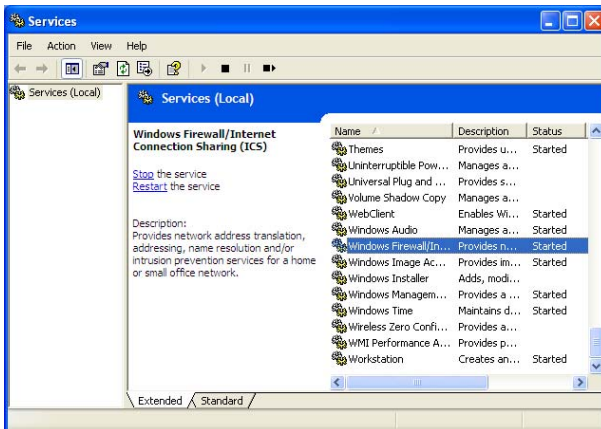 Services
File Action View Help
Services (Local)
Services (Local)
Windows Firewall/Internet
Connection Sharing (ICS)
Stop the service
Restart the service
Description:
Provides network address translation,
addressing, name resolution and/or
intrusion prevention services for a home
or small office network.
Name Description Status
Themes Provides u... Started
Uninterruptible Pow... Manages a...
Universal Plug and ... Provides s...
Volume Shadow Copy Manages a...
WebClient Enables Wi... Started
Windows Audio Manages a... Started
Windows Firewall/In... Provides n... Started
Windows Image Ac... Provides im... Started
Windows Installer Adds, modi...
Windows Managem... Provides a ... Started
Windows Time Maintains d... Started
Wireless Zero Confi... Provides a...
WMI Performance A... Provides p...
Workstation Creates an... Started
Extended Standard